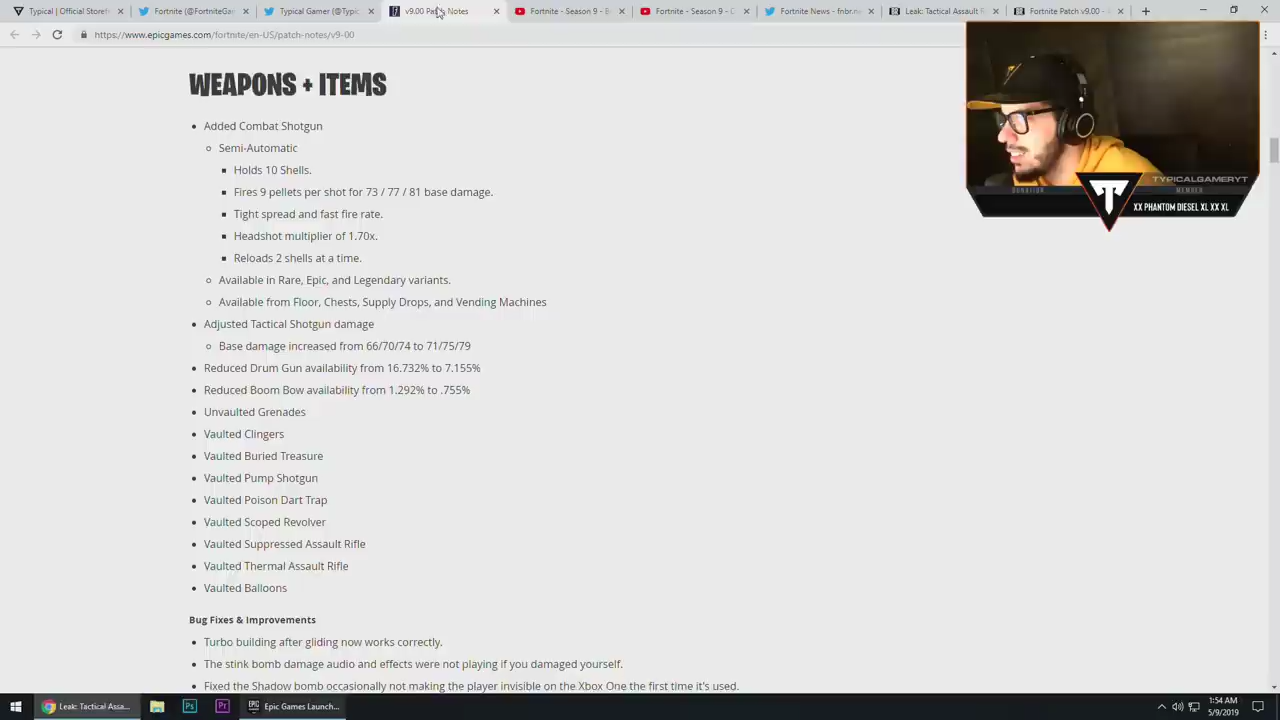 Typical | Official Storefr
Fortnite (@FortniteGam
Typical Gamer (@Typic
v9.00 Patch Notes
Fortnite - Season 9 - B
Fortnite - Season 9 - C
Fortnite News - fnbr.n
Leak: Tactical Assault R
Fortnite Patch v9.00 -
https://www.epicgames.com/fortnite/en-US/patch-notes/v9-00
WEAPONS + ITEMS
Added Combat Shotgun
Semi-Automatic
Holds 10 Shells.
Fires 9 pellets per shot for 73 / 77 / 81 base damage.
Tight spread and fast fire rate.
Headshot multiplier of 1.70x.
Reloads 2 shells at a time.
Available in Rare, Epic, and Legendary variants.
Available from Floor, Chests, Supply Drops, and Vending Machines
Adjusted Tactical Shotgun damage
Base damage increased from 66/70/74 to 71/75/79
Reduced Drum Gun availability from 16.732% to 7.155%
Reduced Boom Bow availability from 1.292% to .755%
Unvaulted Grenades
Vaulted Clingers
Vaulted Buried Treasure
Vaulted Pump Shotgun
Vaulted Poison Dart Trap
Vaulted Scoped Revolver
Vaulted Suppressed Assault Rifle
Vaulted Thermal Assault Rifle
Vaulted Balloons
Bug Fixes & Improvements
Turbo building after gliding now works correctly.
The stink bomb damage audio and effects were not playing if you damaged yourself.
Fixed the Shadow bomb occasionally not making the player invisible on the Xbox One the first time it's used.
TYPICALGAMERYT
DONATION
MEMBER
XX PHANTOM DIESEL XL XX XL
Leak: Tactical Assa...
Ps
Pr
Epic Games Launch...
1:54 AM
5/9/2019